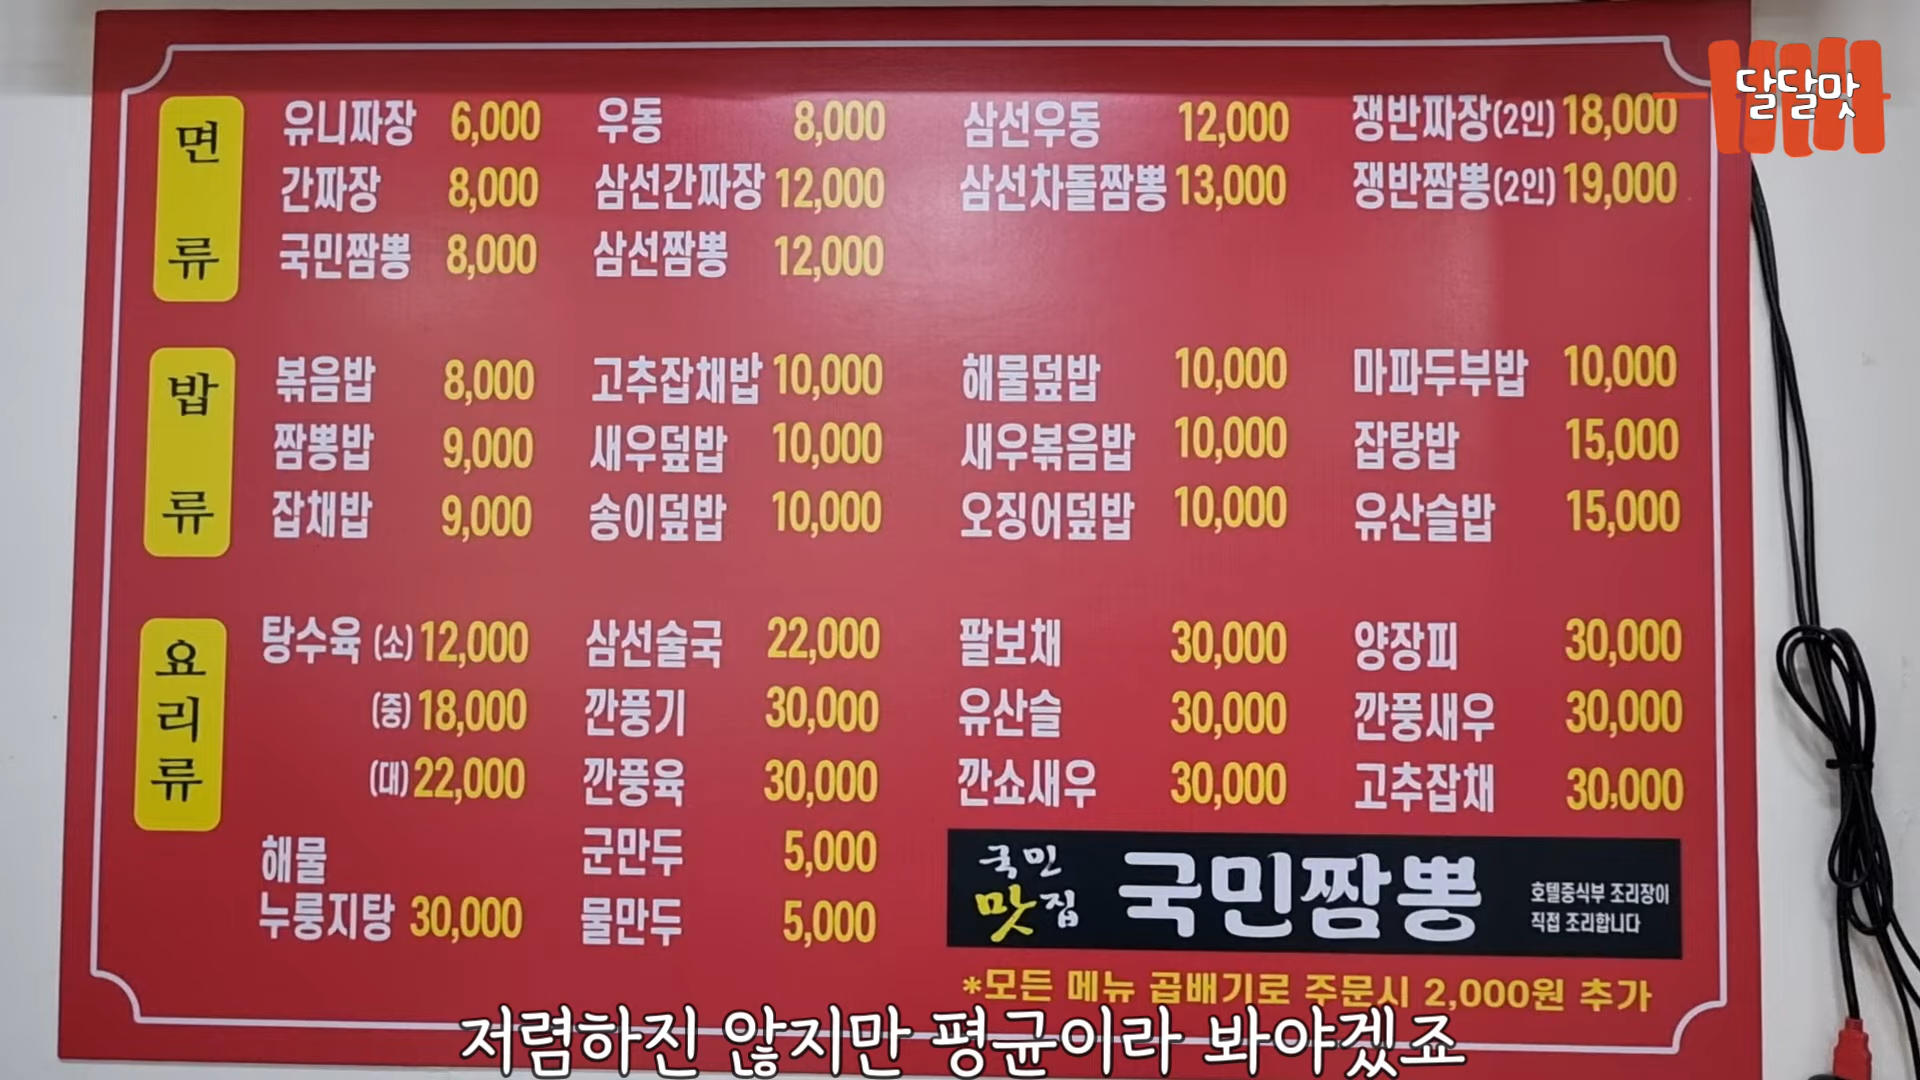 달달맛
면류
유니짜장 6,000 우동 8,000 삼선우동 12,000 쟁반짜장(2인) 18,000
간짜장 8,000 삼선간짜장 12,000 삼선차돌짬뽕 13,000 쟁반짬뽕(2인) 19,000
국민짬뽕 8,000 삼선짬뽕 12,000
밥류
볶음밥 8,000 고추잡채밥 10,000 해물덮밥 10,000 마파두부밥 10,000
짬뽕밥 9,000 새우덮밥 10,000 새우볶음밥 10,000 잡탕밥 15,000
잡채밥 9,000 송이덮밥 10,000 오징어덮밥 10,000 유산슬밥 15,000
요리류
탕수육 (소) 12,000 삼선술국 22,000 팔보채 30,000 양장피 30,000
(중) 18,000 깐풍기 30,000 유산슬 30,000 깐풍새우 30,000
(대) 22,000 깐풍육 30,000 깐쇼새우 30,000 고추잡채 30,000
해물 군만두 5,000
누룽지탕 30,000 물만두 5,000
국민
맛집
국민짬뽕
호텔중식부 조리장이
직접 조리합니다
*모든 메뉴 곱배기로 주문시 2,000원 추가
저렴하진 않지만 평균이라 봐야겠죠